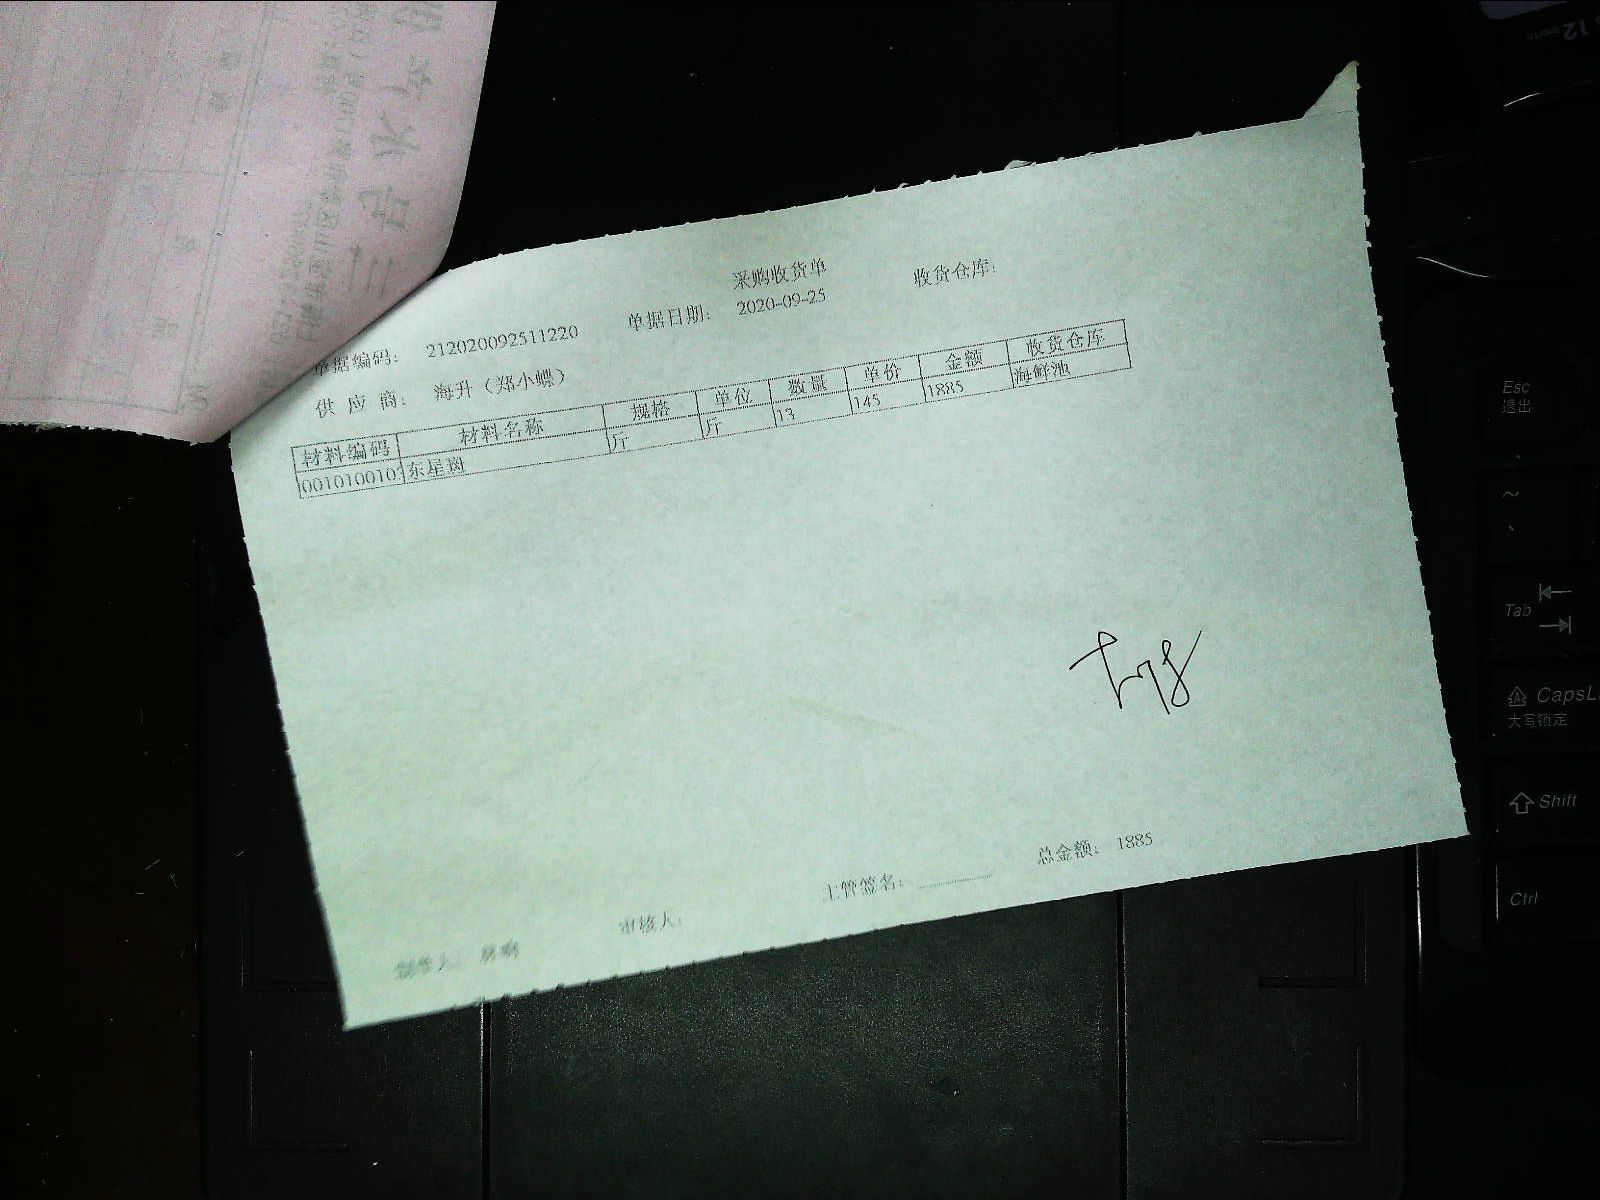 采购收货单
收货仓库：
单据编码： 212020092511220 单据日期： 2020-09-25
供 应 商： 海升（郑小蝶）
材料编码 材料名称 规格 单位 数量 单价 金额 收货仓库
东星斑 斤 斤 13 145 1885 海鲜池
总金额： 1885
主管签名：
审核人：
Esc
退出
Tab
CapsL
大写锁定
Shift
Ctrl